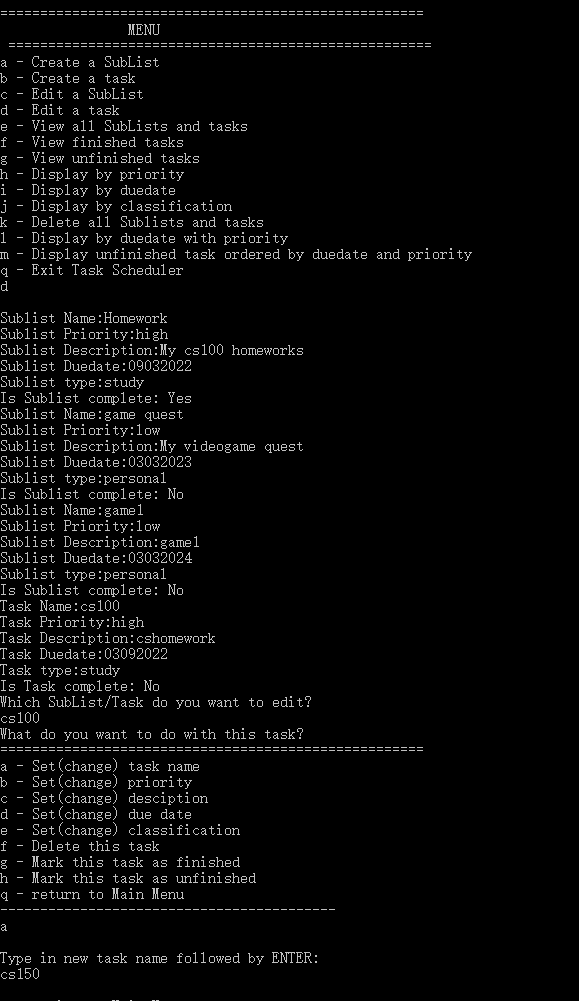 =====================================================
MENU
=====================================================
a - Create a SubList
b - Create a task
c - Edit a SubList
d - Edit a task
e - View all SubLists and tasks
f - View finished tasks
g - View unfinished tasks
h - Display by priority
i - Display by duedate
j - Display by classification
k - Delete all Sublists and tasks
l - Display by duedate with priority
m - Display unfinished task ordered by duedate and priority
q - Exit Task Scheduler
d
Sublist Name:Homework
Sublist Priority:high
Sublist Description:My cs100 homeworks
Sublist Duedate:09032022
Sublist type:study
Is Sublist complete: Yes
Sublist Name:game quest
Sublist Priority:low
Sublist Description:My videogame quest
Sublist Duedate:03032023
Sublist type:personal
Is Sublist complete: No
Sublist Name:game1
Sublist Priority:low
Sublist Description:game1
Sublist Duedate:03032024
Sublist type:personal
Is Sublist complete: No
Task Name:cs100
Task Priority:high
Task Description:cshomework
Task Duedate:03092022
Task type:study
Is Task complete: No
Which SubList/Task do you want to edit?
cs100
What do you want to do with this task?
=====================================================
a - Set(change) task name
b - Set(change) priority
c - Set(change) desciption
d - Set(change) due date
e - Set(change) classification
f - Delete this task
g - Mark this task as finished
h - Mark this task as unfinished
q - return to Main Menu
------------------------------------------
a
Type in new task name followed by ENTER:
cs150